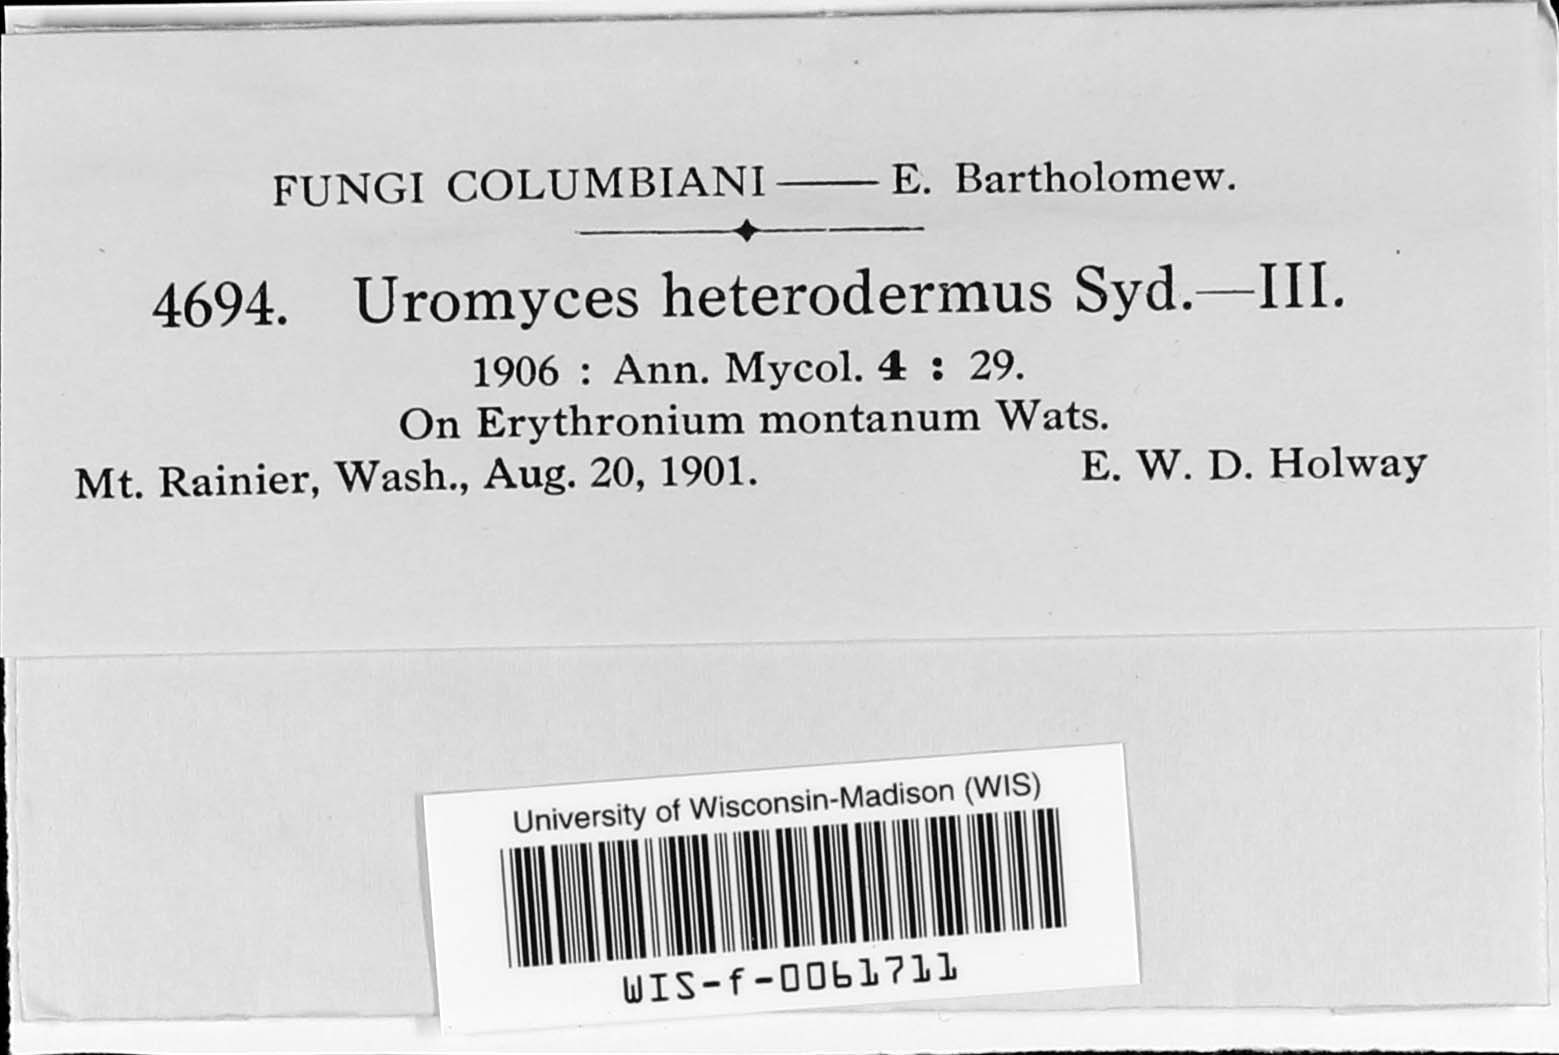 FUNGI COLUMBIANI — E. Bartholomew.
4694. Uromyces heterodermus Syd.—III.
1906 : Ann. Mycol. 4 : 29.
On Erythronium montanum Wats.
Mt. Rainier, Wash., Aug. 20, 1901. E. W. D. Holway
University of Wisconsin-Madison (WIS)
WIS-f-0061711